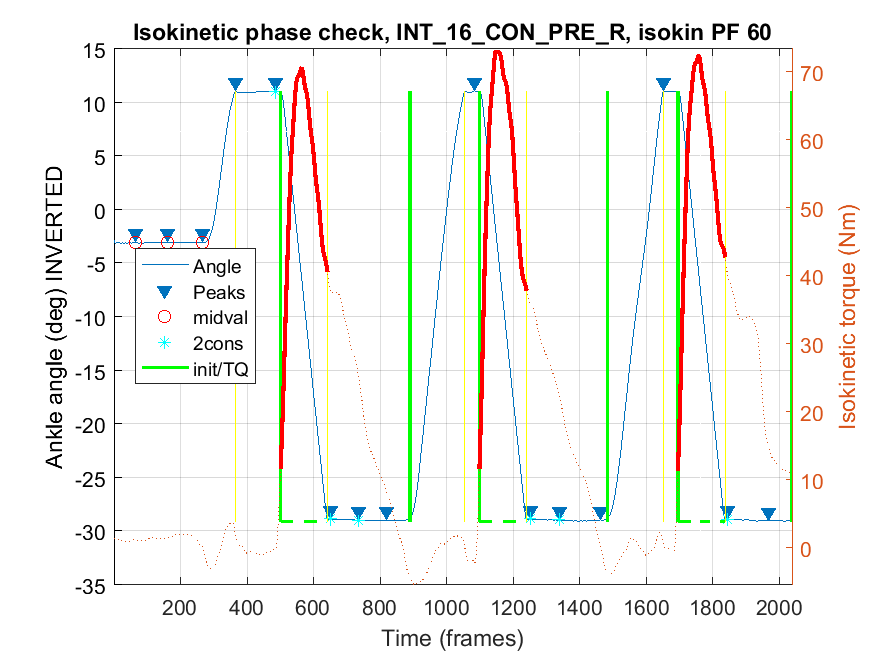 Isokinetic phase check, INT_16_CON_PRE_R, isokin PF 60
15
10
5
0
-5
-10
-15
-20
-25
-30
-35
Ankle angle (deg) INVERTED
Angle
Peaks
midval
2cons
init/TQ
70
60
50
40
30
20
10
0
Isokinetic torque (Nm)
200 400 600 800 1000 1200 1400 1600 1800 2000
Time (frames)